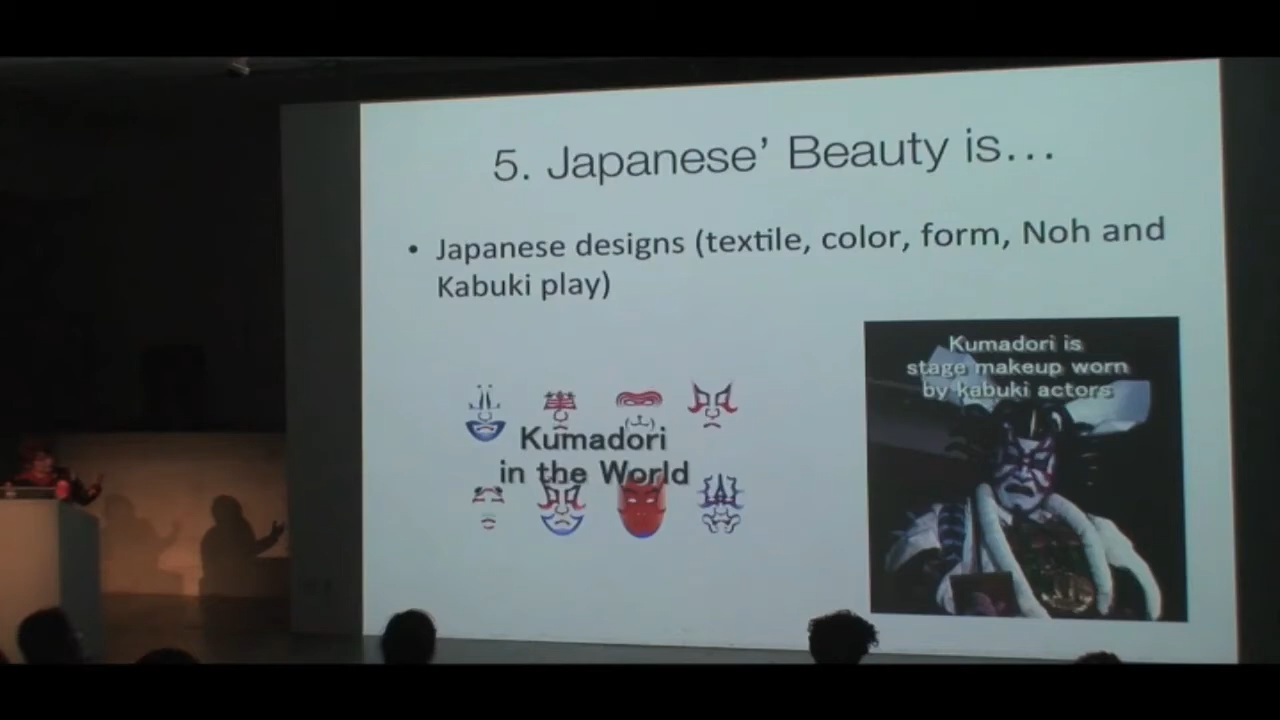 5. Japanese' Beauty is...
• Japanese designs (textile, color, form, Noh and
Kabuki play)
Kumadori
in the World
Kumadori is
stage makeup worn
by kabuki actors